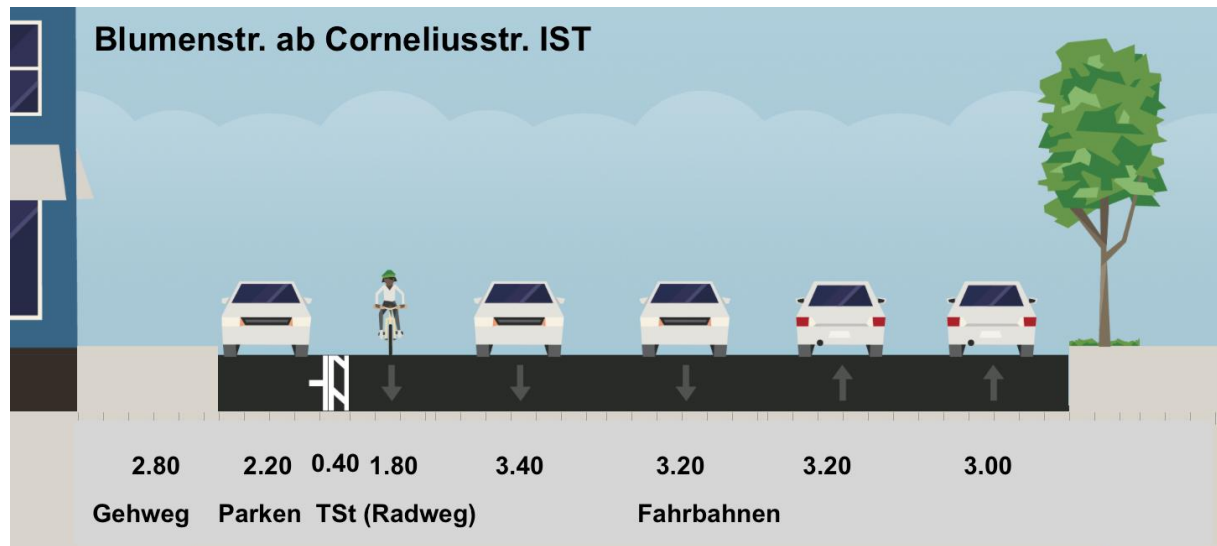 Blumenstr. ab Corneliusstr. IST
2.80 2.20 0.40 1.80 3.40 3.20 3.20 3.00
Gehweg Parken TSt (Radweg) Fahrbahnen